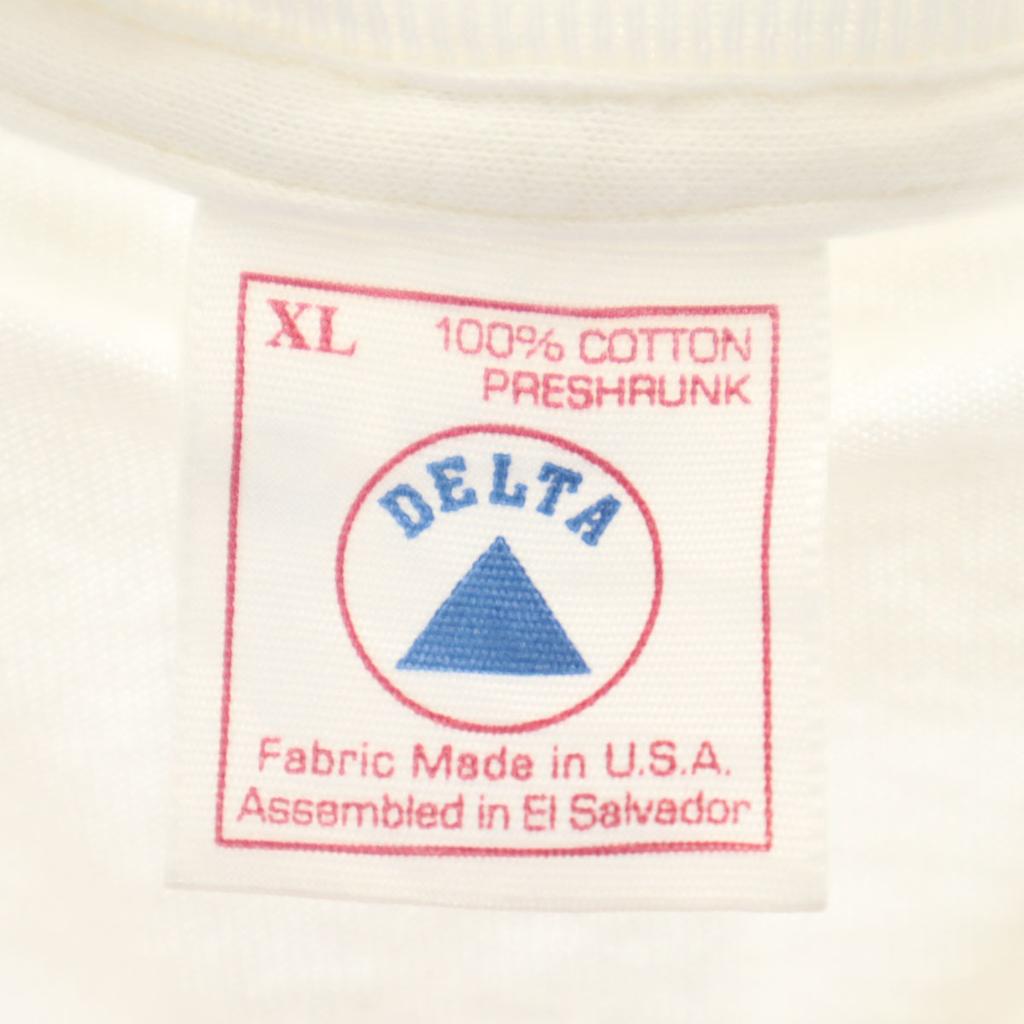 XL
100% COTTON
PRESHRUNK
DELTA
Fabric Made in U.S.A.
Assembled in El Salvador